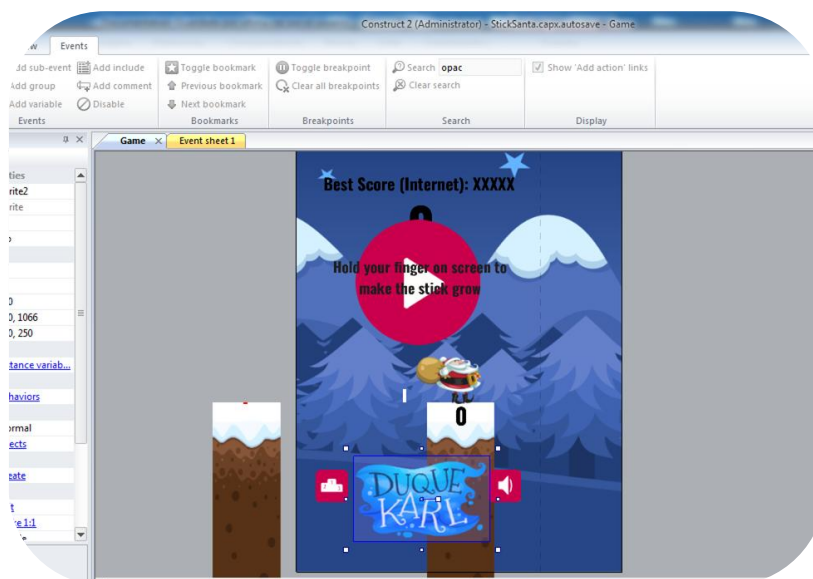 Construct 2 (Administrator) - StickSanta.capx.autosave - Game
Events
Add sub-event Add include Toggle bookmark Toggle breakpoint Search opac Show 'Add action' links
Add group Add comment Previous bookmark Clear all breakpoints Clear search
Add variable Disable Next bookmark
Events Bookmarks Breakpoints Search Display
Game Event sheet 1
Best Score (Internet): XXXXX
0
Hold your finger on screen to
make the stick grow
0
DUQUE
KARL
, 1066
, 250